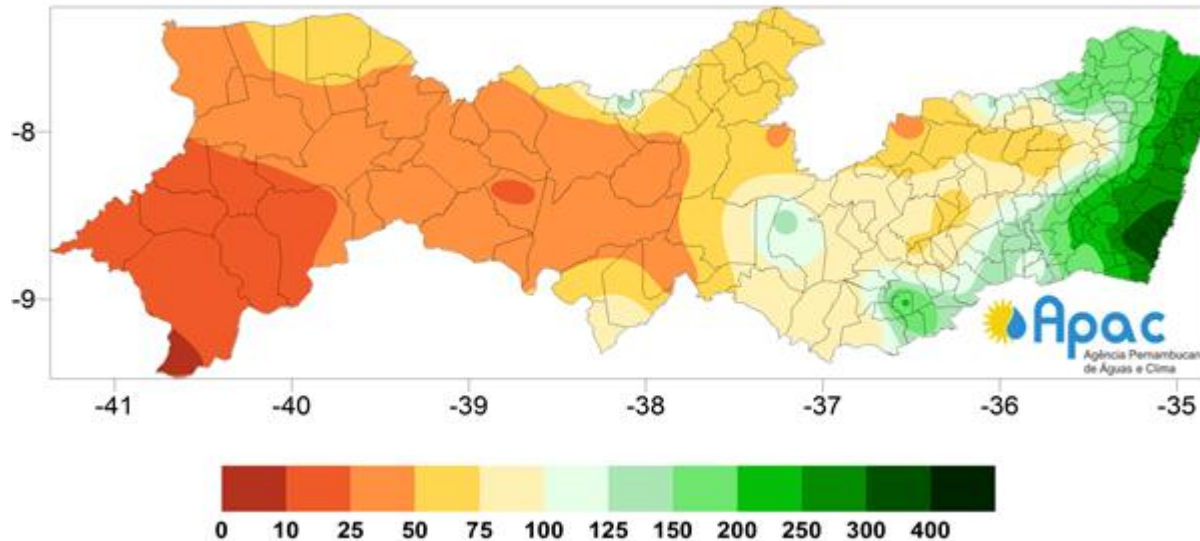 -8
-9
Apac
Agência Pernambucan
de Águas e Clima
-41 -40 -39 -38 -37 -36 -35
0 10 25 50 75 100 125 150 200 250 300 400